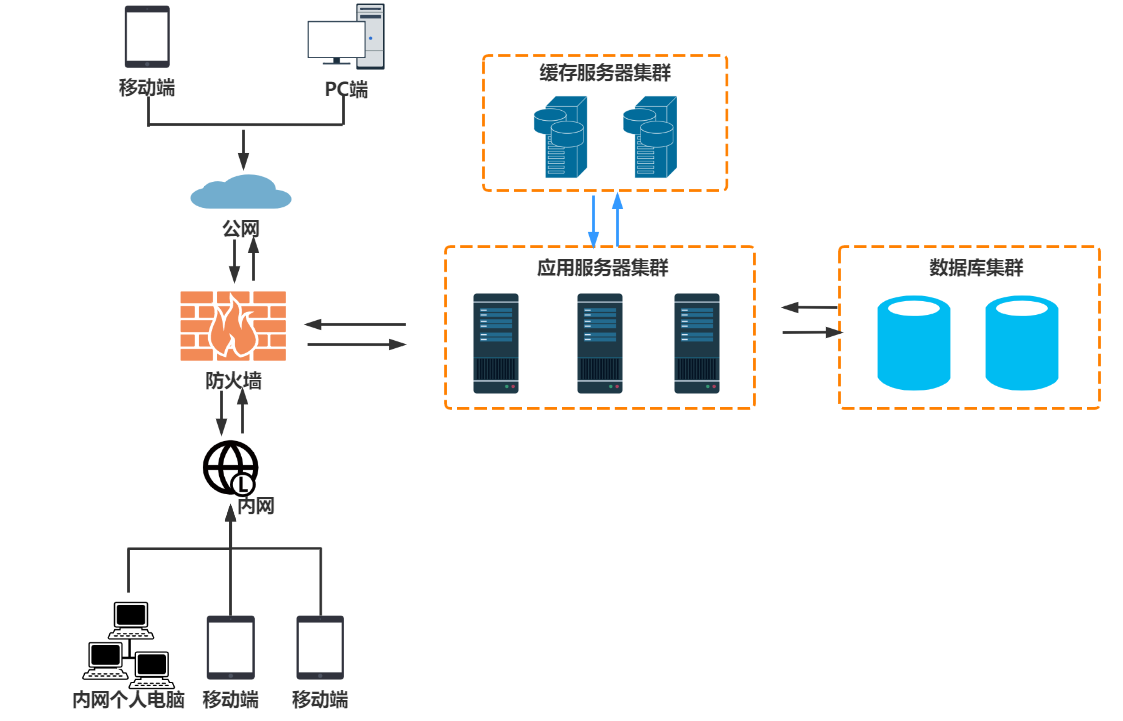 移动端
PC端
缓存服务器集群
公网
应用服务器集群
数据库集群
防火墙
L
内网
内网个人电脑
移动端
移动端